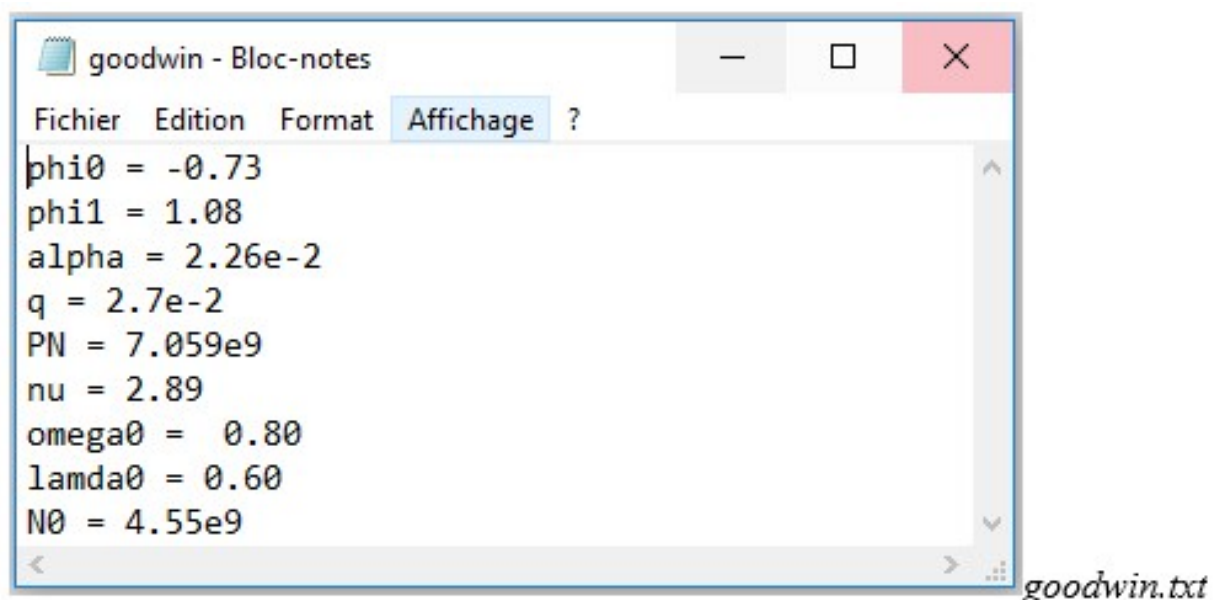 goodwin - Bloc-notes
Fichier Edition Format Affichage ?
phi0 = -0.73
phi1 = 1.08
alpha = 2.26e-2
q = 2.7e-2
PN = 7.059e9
nu = 2.89
omega0 =  0.80
lamda0 = 0.60
N0 = 4.55e9
goodwin.txt